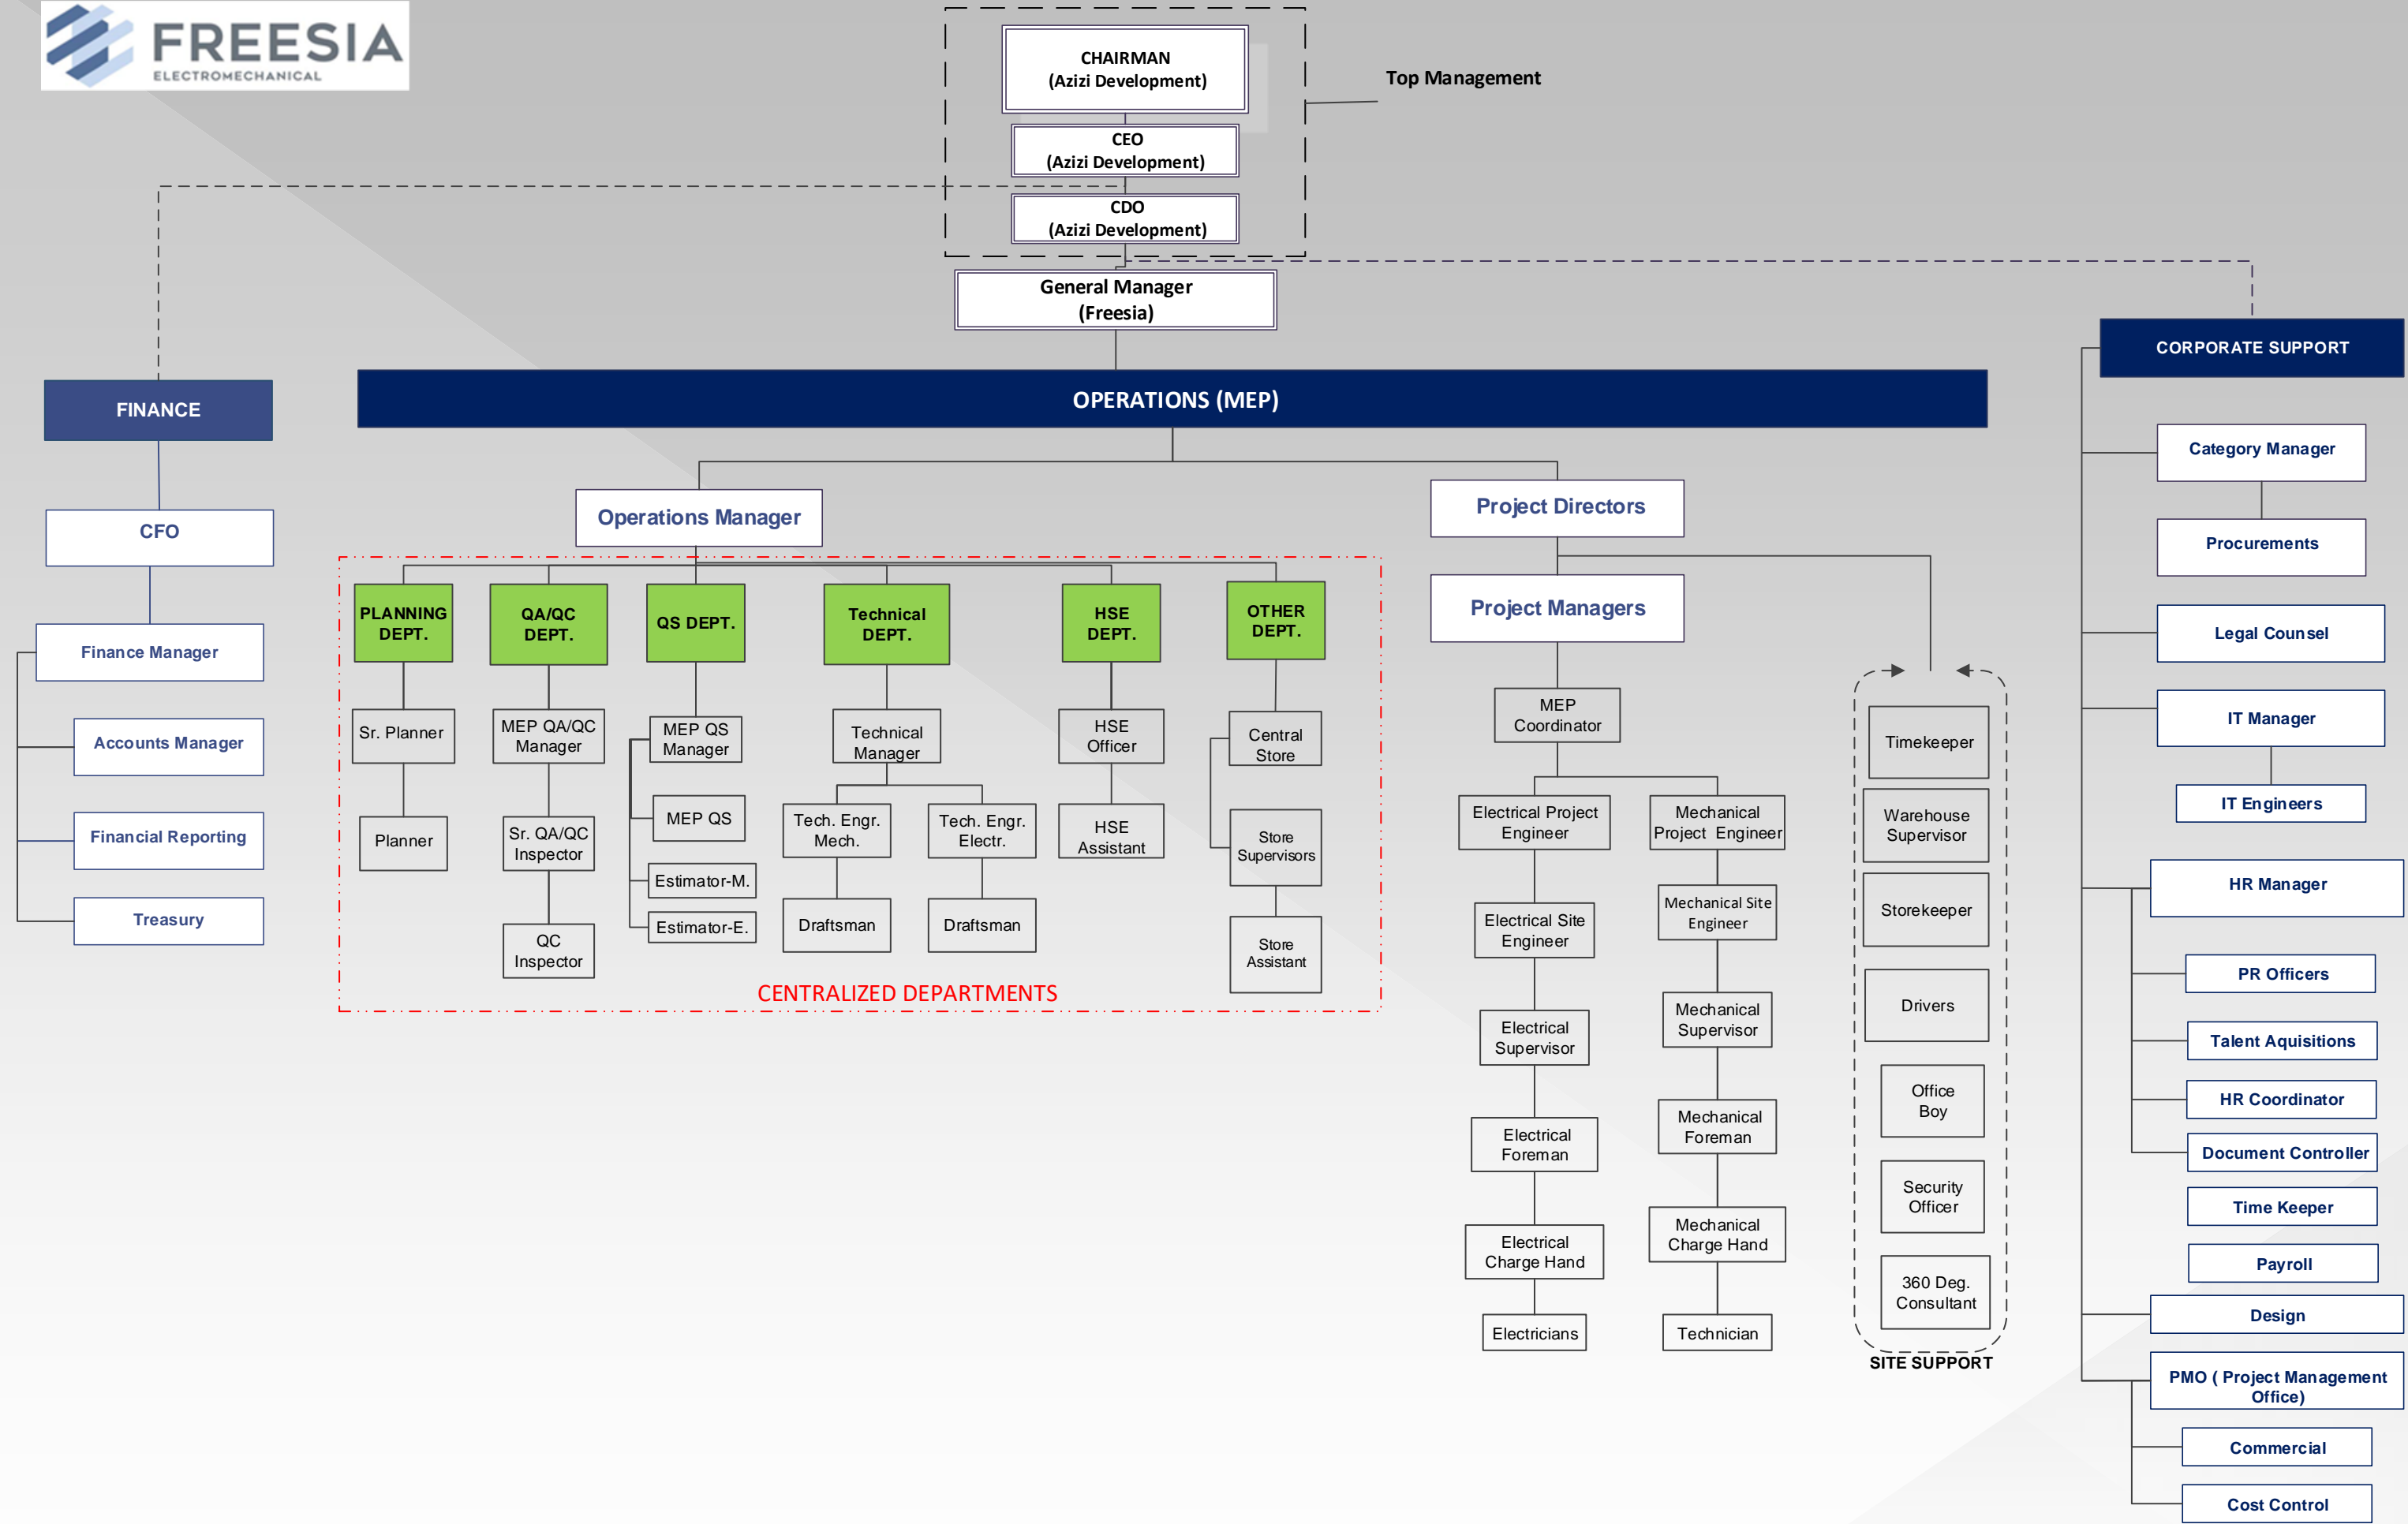 FREESIA
ELECTROMECHANICAL
CHAIRMAN
(Azizi Development)
Top Management
CEO
(Azizi Development)
CDO
(Azizi Development)
General Manager
(Freesia)
OPERATIONS (MEP)
FINANCE
CFO
Finance Manager
Accounts Manager
Financial Reporting
Treasury
Operations Manager
PLANNING
DEPT.
Sr. Planner
Planner
QA/QC
DEPT.
MEP QA/QC
Manager
Sr. QA/QC
Inspector
QC
Inspector
QS DEPT.
MEP QS
Manager
MEP QS
Estimator-M.
Estimator-E.
Technical
DEPT.
Technical
Manager
Tech. Engr.
Mech.
Draftsman
Tech. Engr.
Electr.
Draftsman
HSE
DEPT.
HSE
Officer
HSE
Assistant
OTHER
DEPT.
Central
Store
Store
Supervisors
Store
Assistant
CENTRALIZED DEPARTMENTS
Project Directors
Project Managers
MEP
Coordinator
Electrical Project
Engineer
Electrical Site
Engineer
Electrical
Supervisor
Electrical
Foreman
Electrical
Charge Hand
Electricians
Mechanical
Project Engineer
Mechanical Site
Engineer
Mechanical
Supervisor
Mechanical
Foreman
Mechanical
Charge Hand
Technician
Timekeeper
Warehouse
Supervisor
Storekeeper
Drivers
Office
Boy
Security
Officer
360 Deg.
Consultant
SITE SUPPORT
CORPORATE SUPPORT
Category Manager
Procurements
Legal Counsel
IT Manager
IT Engineers
HR Manager
PR Officers
Talent Aquisitions
HR Coordinator
Document Controller
Time Keeper
Payroll
Design
PMO ( Project Management
Office)
Commercial
Cost Control